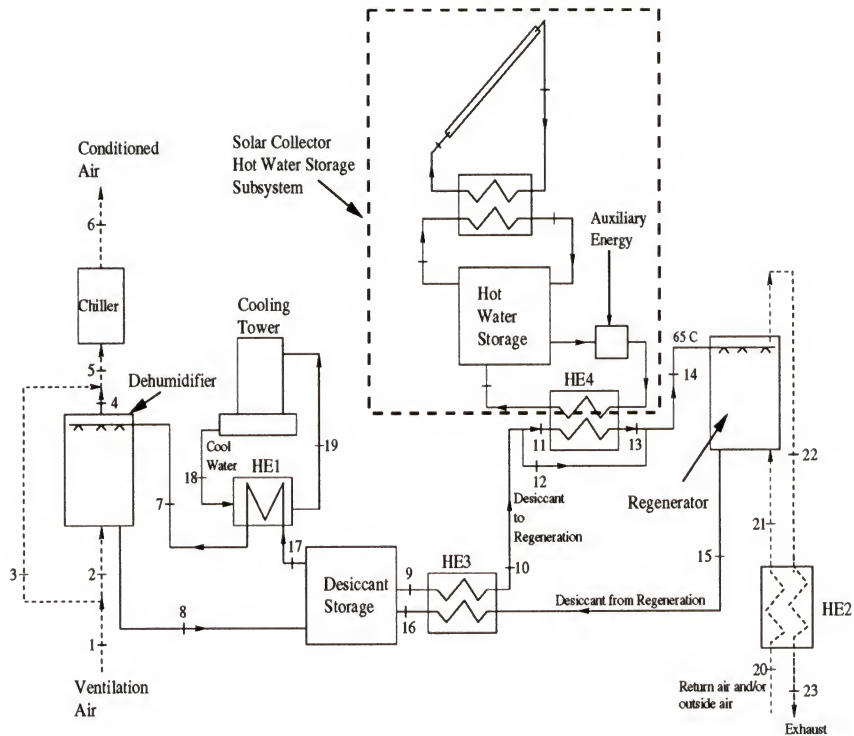 Solar Collector
Hot Water Storage
Subsystem
Conditioned
Air
6
Chiller
5
Dehumidifier
4
3
2
1
Ventilation
Air
Cooling
Tower
Cool
Water
18
19
HE1
7
17
8
Desiccant
Storage
9
16
HE3
10
Desiccant
to
Regeneration
Desiccant from Regeneration
Hot
Water
Storage
Auxiliary
Energy
HE4
11
12
13
65 C
14
Regenerator
15
22
21
HE2
20
23
Return air and/or
outside air
Exhaust